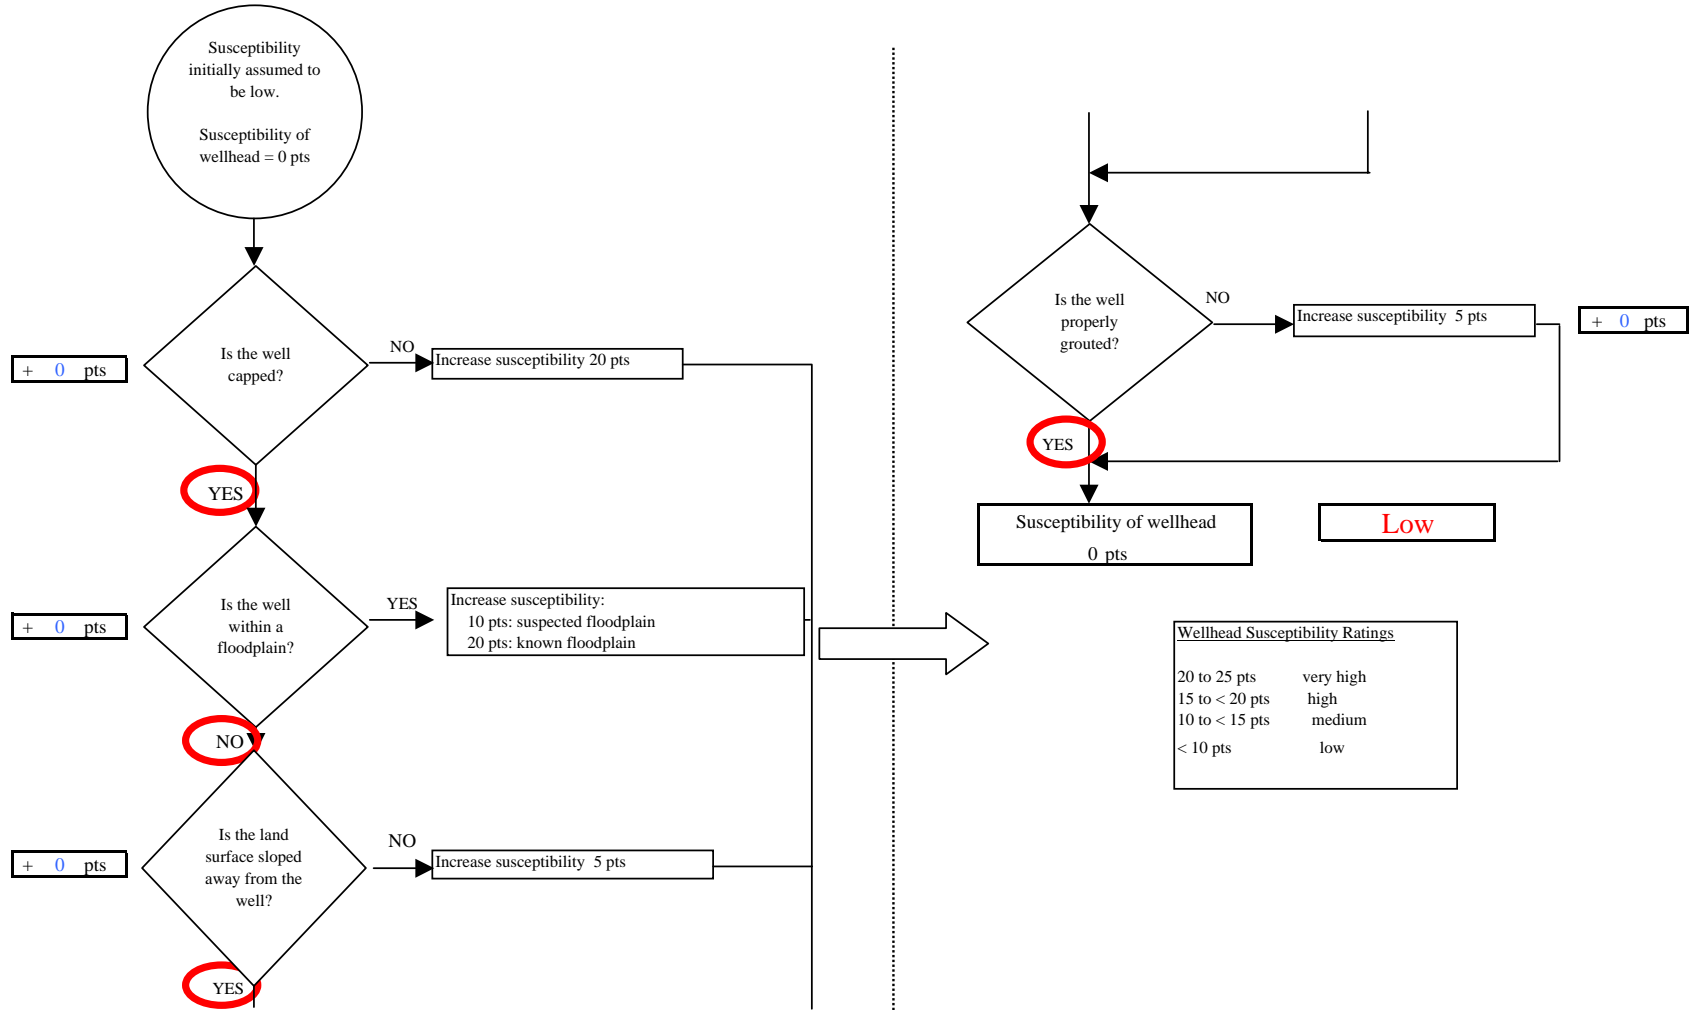 Susceptibility
initially assumed to
be low.
Susceptibility of
wellhead = 0 pts
Is the well
capped?
NO
Increase susceptibility 20 pts
+ 0 pts
YES
Is the well
within a
floodplain?
YES
Increase susceptibility:
10 pts: suspected floodplain
20 pts: known floodplain
+ 0 pts
NO
Is the land
surface sloped
away from the
well?
NO
Increase susceptibility 5 pts
+ 0 pts
YES
Is the well
properly
grouted?
NO
Increase susceptibility 5 pts
+ 0 pts
YES
Susceptibility of wellhead
0 pts
Low
Wellhead Susceptibility Ratings
20 to 25 pts very high
15 to < 20 pts high
10 to < 15 pts medium
< 10 pts low